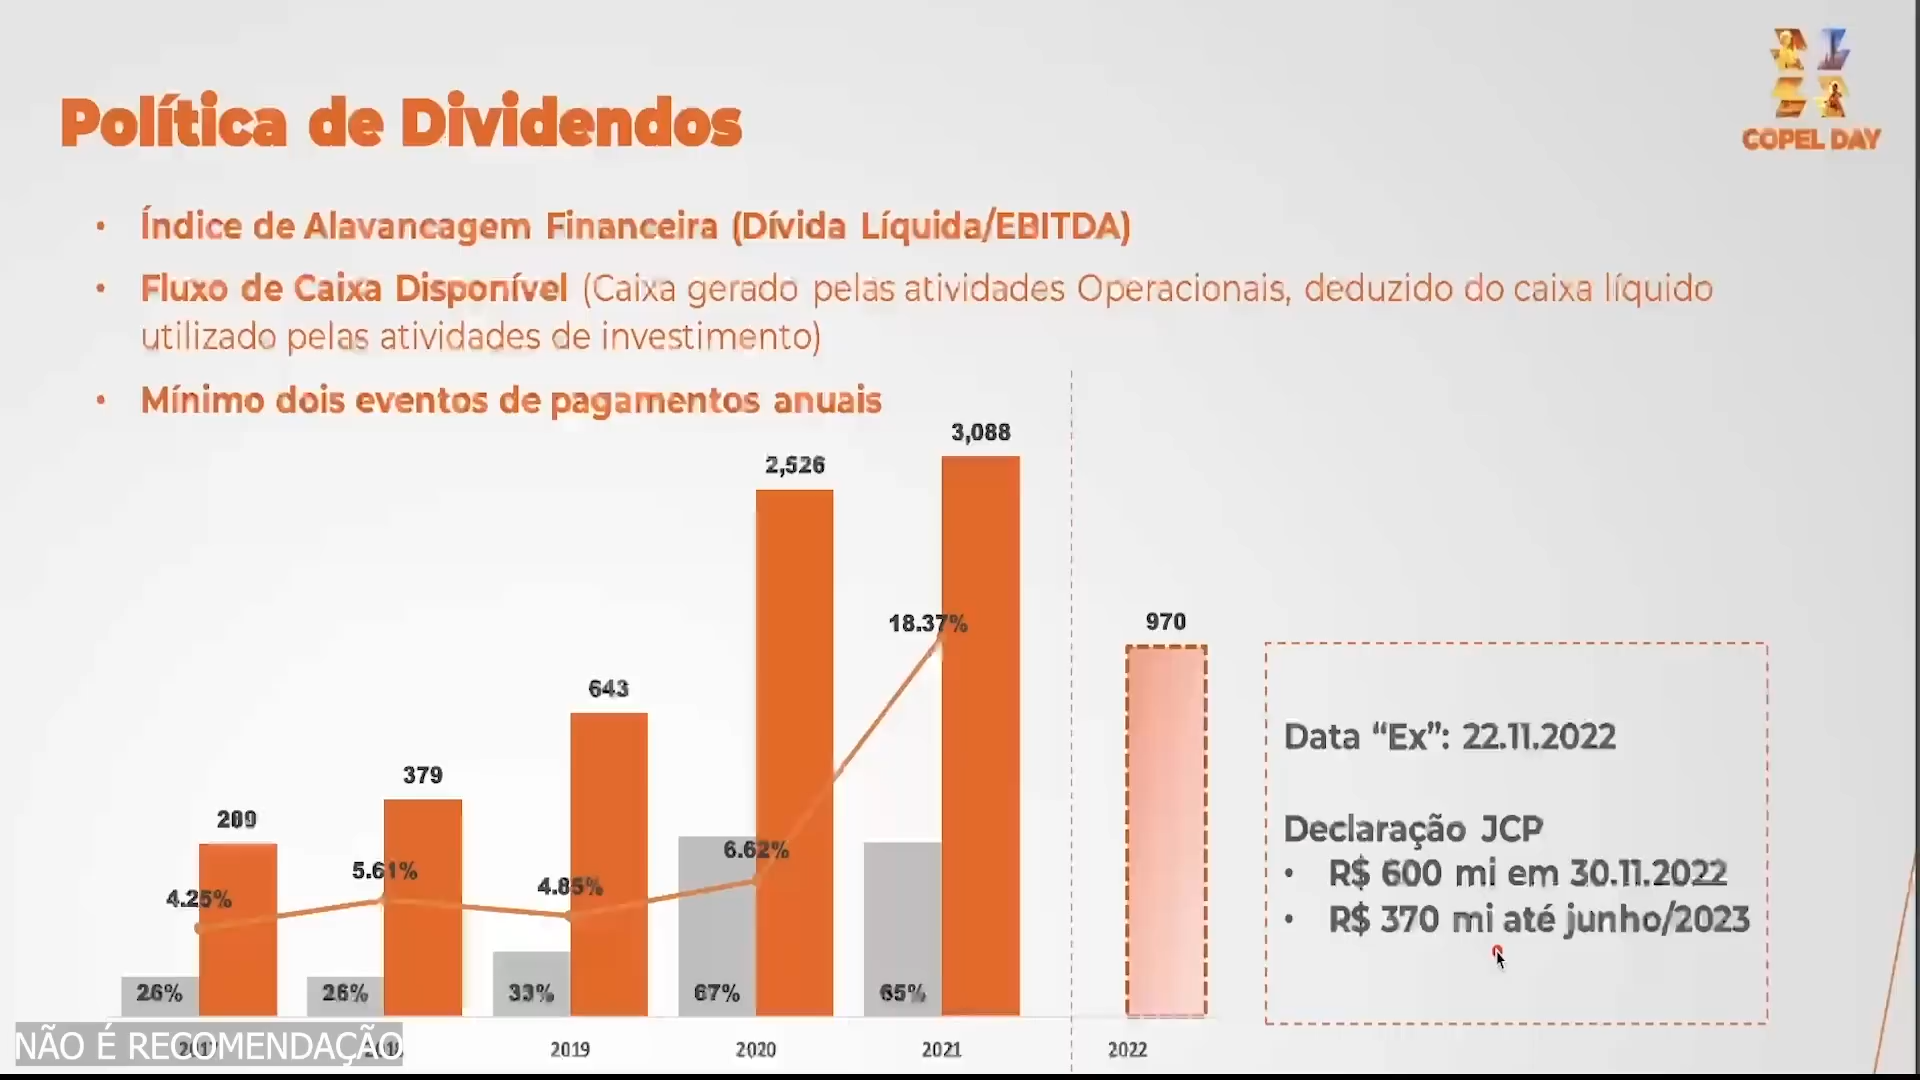 COPEL DAY
Política de Dividendos
• Índice de Alavancagem Financeira (Dívida Líquida/EBITDA)
• Fluxo de Caixa Disponível (Caixa gerado pelas atividades Operacionais, deduzido do caixa líquido
utilizado pelas atividades de investimento)
• Mínimo dois eventos de pagamentos anuais
3,088
2,526
18.37%
970
643
379
289
6.62%
5.61%
4.85%
4.25%
26%
26%
33%
67%
65%
Data “Ex”: 22.11.2022
Declaração JCP
• R$ 600 mi em 30.11.2022
• R$ 370 mi até junho/2023
2017
2018
2019
2020
2021
2022
NÃO É RECOMENDAÇÃO